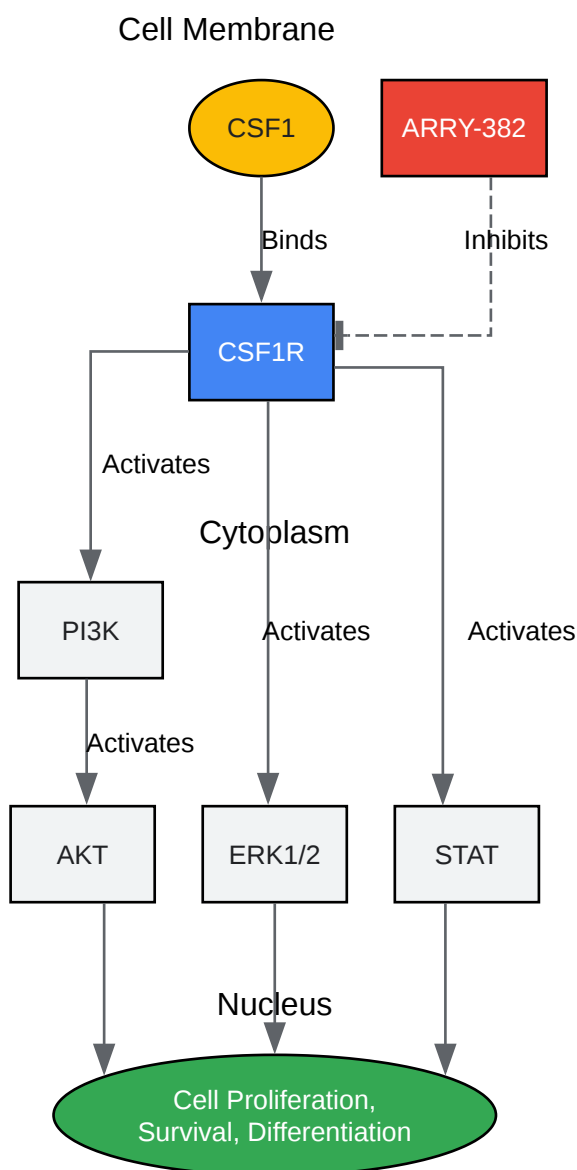 Cell Membrane
CSF1
ARRY-382
Binds
Inhibits
CSF1R
Activates
Cytoplasm
PI3K
Activates
Activates
Activates
AKT
ERK1/2
STAT
Nucleus
Cell Proliferation,
Survival, Differentiation